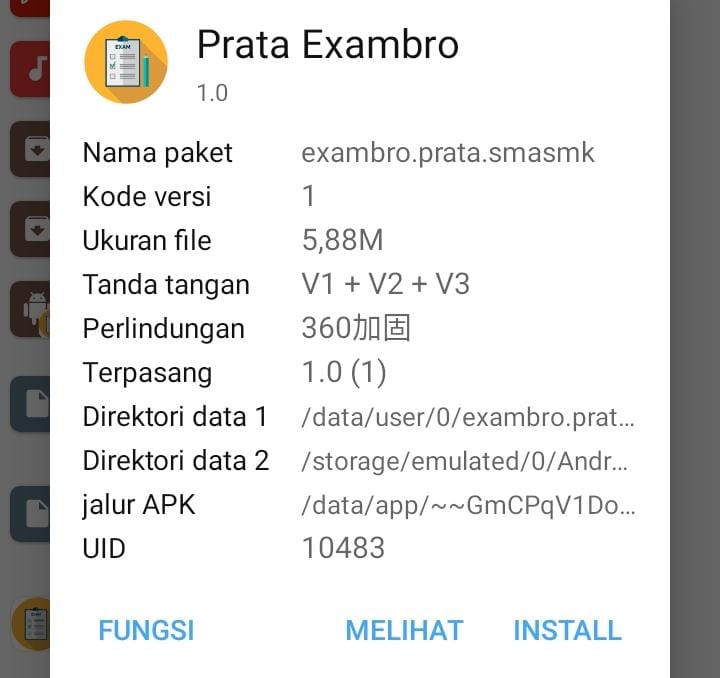 EXAM
Prata Exambro
1.0
Nama paket exambro.prata.smasmk
Kode versi 1
Ukuran file 5,88M
Tanda tangan V1 + V2 + V3
Perlindungan 360加固
Terpasang 1.0 (1)
Direktori data 1 /data/user/0/exambro.prat...
Direktori data 2 /storage/emulated/0/Andr...
jalur APK /data/app/~~GmCPqV1Do...
UID 10483
FUNGSI MELIHAT INSTALL